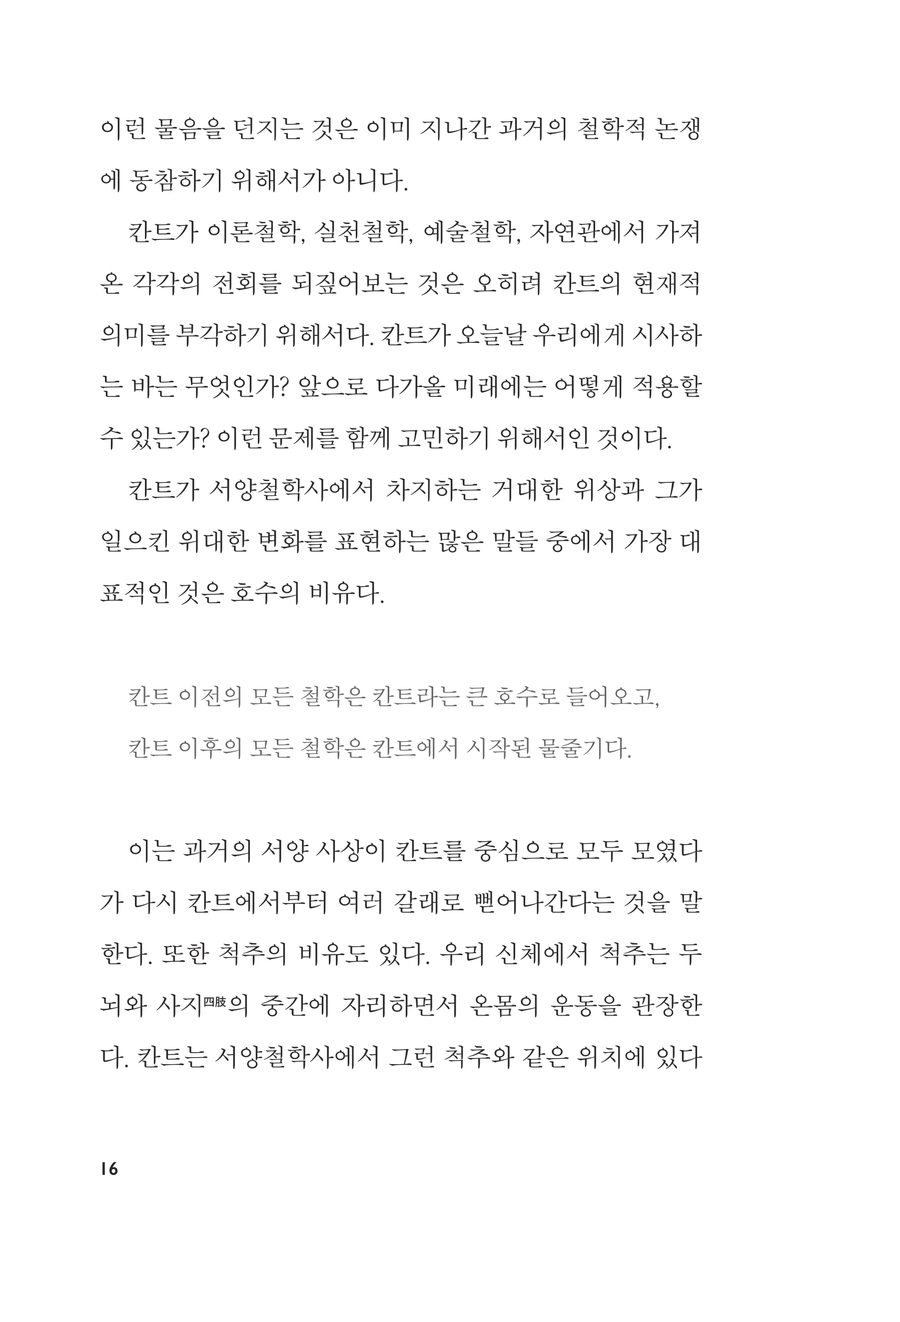 이런 물음을 던지는 것은 이미 지나간 과거의 철학적 논쟁
에 동참하기 위해서가 아니다.
칸트가 이론철학, 실천철학, 예술철학, 자연관에서 가져
온 각각의 전회를 되짚어보는 것은 오히려 칸트의 현재적
의미를 부각하기 위해서다. 칸트가 오늘날 우리에게 시사하
는 바는 무엇인가? 앞으로 다가올 미래에는 어떻게 적용할
수 있는가? 이런 문제를 함께 고민하기 위해서인 것이다.
칸트가 서양철학사에서 차지하는 거대한 위상과 그가
일으킨 위대한 변화를 표현하는 많은 말들 중에서 가장 대
표적인 것은 호수의 비유다.
칸트 이전의 모든 철학은 칸트라는 큰 호수로 들어오고,
칸트 이후의 모든 철학은 칸트에서 시작된 물줄기다.
이는 과거의 서양 사상이 칸트를 중심으로 모두 모였다
가 다시 칸트에서부터 여러 갈래로 뻗어나간다는 것을 말
한다. 또한 척추의 비유도 있다. 우리 신체에서 척추는 두
뇌와 사지四肢의 중간에 자리하면서 온몸의 운동을 관장한
다. 칸트는 서양철학사에서 그런 척추와 같은 위치에 있다
16